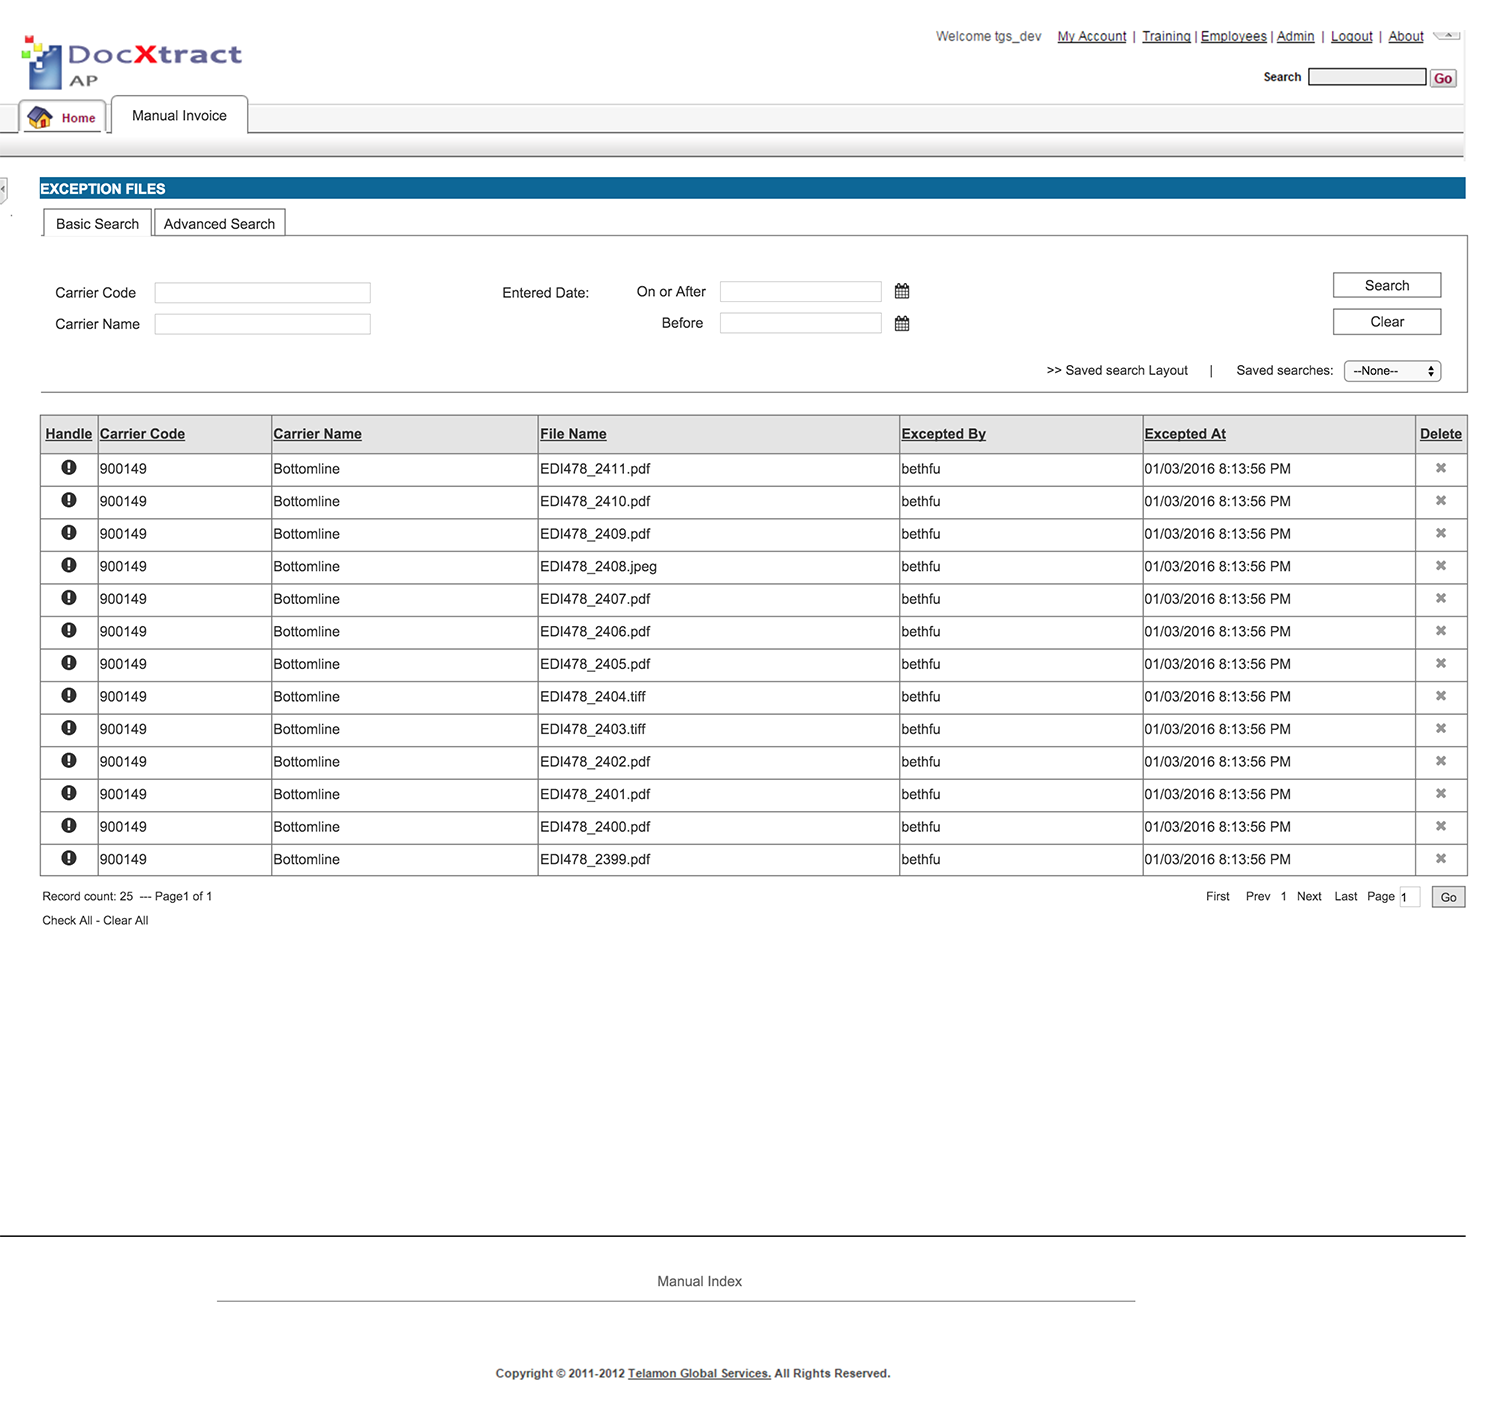 Welcome tgs_dev My Account | Training | Employees | Admin | Logout | About
DocXtract
AP
Search Go
Home Manual Invoice
EXCEPTION FILES
Basic Search Advanced Search
Carrier Code Entered Date: On or After Search
Carrier Name Before Clear
>> Saved search Layout | Saved searches: --None--
Handle Carrier Code Carrier Name File Name Excepted By Excepted At Delete
900149 Bottomline EDI478_2411.pdf bethfu 01/03/2016 8:13:56 PM
900149 Bottomline EDI478_2410.pdf bethfu 01/03/2016 8:13:56 PM
900149 Bottomline EDI478_2409.pdf bethfu 01/03/2016 8:13:56 PM
900149 Bottomline EDI478_2408.jpeg bethfu 01/03/2016 8:13:56 PM
900149 Bottomline EDI478_2407.pdf bethfu 01/03/2016 8:13:56 PM
900149 Bottomline EDI478_2406.pdf bethfu 01/03/2016 8:13:56 PM
900149 Bottomline EDI478_2405.pdf bethfu 01/03/2016 8:13:56 PM
900149 Bottomline EDI478_2404.tiff bethfu 01/03/2016 8:13:56 PM
900149 Bottomline EDI478_2403.tiff bethfu 01/03/2016 8:13:56 PM
900149 Bottomline EDI478_2402.pdf bethfu 01/03/2016 8:13:56 PM
900149 Bottomline EDI478_2401.pdf bethfu 01/03/2016 8:13:56 PM
900149 Bottomline EDI478_2400.pdf bethfu 01/03/2016 8:13:56 PM
900149 Bottomline EDI478_2399.pdf bethfu 01/03/2016 8:13:56 PM
Record count: 25 --- Page1 of 1 First Prev 1 Next Last Page 1 Go
Check All - Clear All
Manual Index
Copyright © 2011-2012 Telamon Global Services. All Rights Reserved.